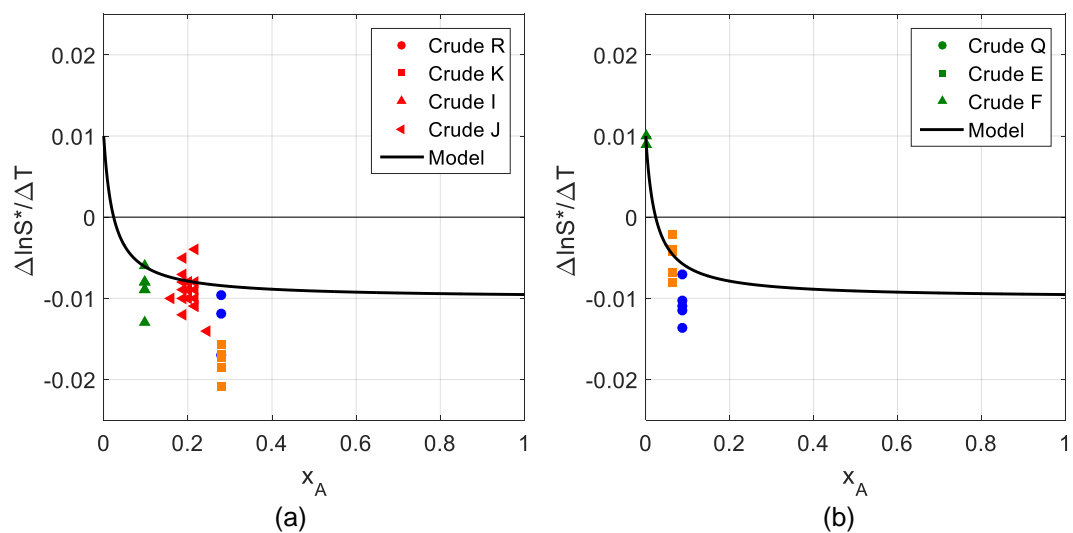 0.02
0.01
0
-0.01
-0.02
ΔlnS*/ΔT
Crude R
Crude K
Crude I
Crude J
Model
0 0.2 0.4 0.6 0.8 1
x_A
(a)
0.02
0.01
0
-0.01
-0.02
ΔlnS*/ΔT
Crude Q
Crude E
Crude F
Model
0 0.2 0.4 0.6 0.8 1
x_A
(b)